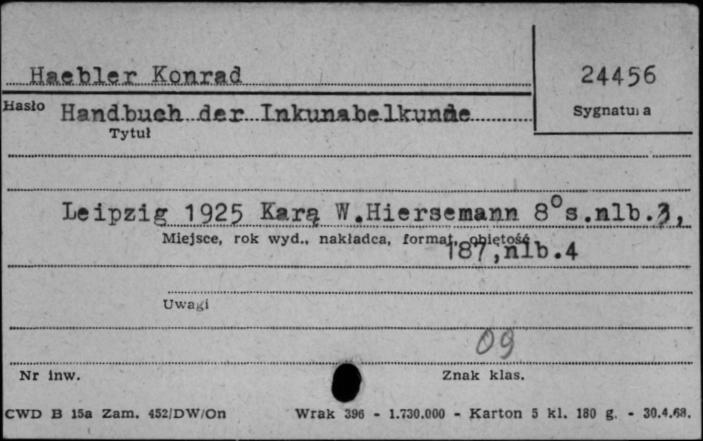 Haebler Konrad
24456
Hasło
Sygnatura
Handbuch der Inkunabelkunde
Tytuł
Leipzig 1925 Karą W.Hiersemann 8° s.nlb.3,
Miejsce, rok wyd., nakładca, format, objętość
187,nlb.4
Uwagi
09
Nr inw.
Znak klas.
CWD B 15a Zam. 452/DW/On Wrak 396 - 1.730.000 - Karton 5 kl. 180 g. - 30.4.68.